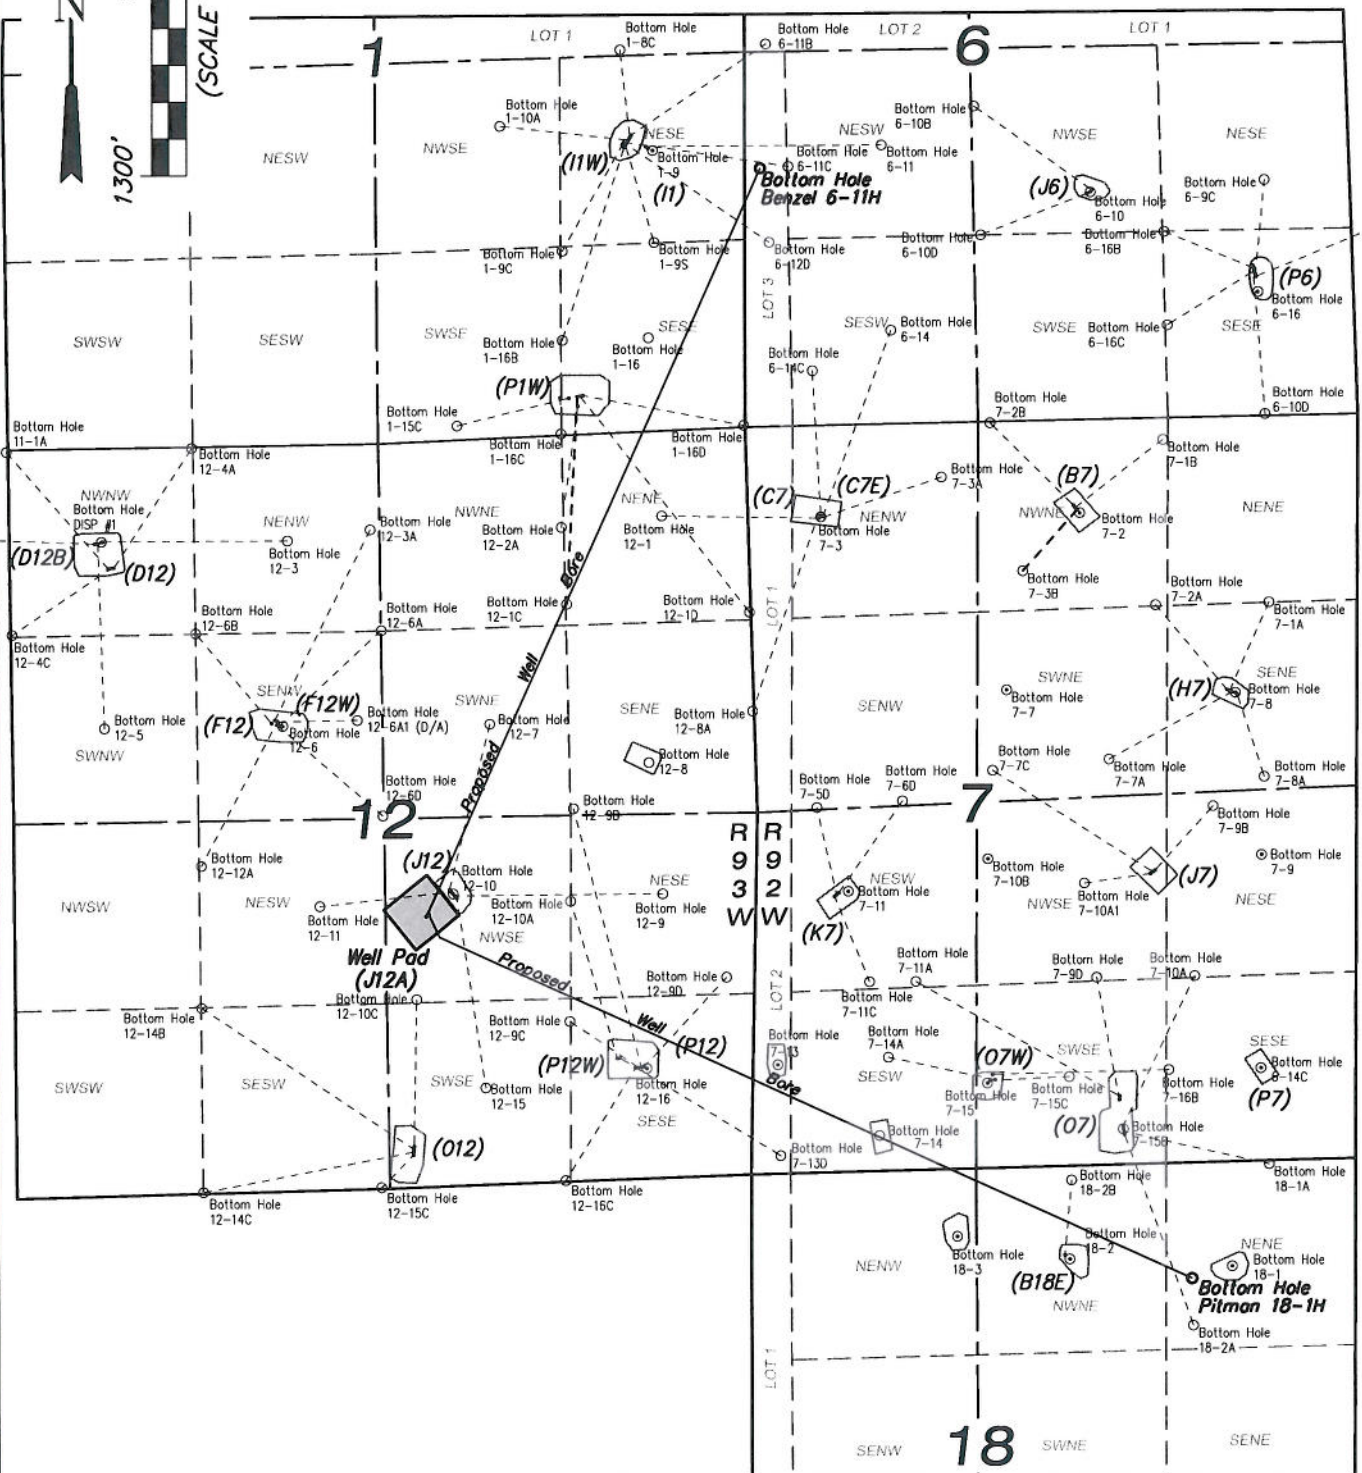 N
1300'
(SCALE
1
LOT 1
Bottom Hole
1-8C
Bottom Hole
6-11B
LOT 2
6
LOT 1
Bottom Hole
1-10A
NESW
NWSE
NESE
(I1W)
Bottom Hole
1-9
(I1)
NESW
Bottom Hole
6-11C
Bottom Hole
6-11
Bottom Hole
6-10B
NWSE
NESE
Bottom Hole
Benzel 6-11H
(J6)
Bottom Hole
6-10
Bottom Hole
6-9C
Bottom Hole
1-9C
Bottom Hole
1-9S
Bottom Hole
6-12D
Bottom Hole
6-10D
Bottom Hole
6-16B
(P6)
Bottom Hole
6-16
LOT 3
SWSW
SESW
SWSE
SESE
Bottom Hole
1-16B
Bottom Hole
1-16
SESW
Bottom Hole
6-14
Bottom Hole
6-14C
SWSE
Bottom Hole
6-16C
SESE
(P1W)
Bottom Hole
1-15C
Bottom Hole
1-16C
Bottom Hole
1-16D
Bottom Hole
7-2B
Bottom Hole
6-10D
Bottom Hole
11-1A
Bottom Hole
12-4A
Bottom Hole
7-1B
NWNW
Bottom Hole
DISP #1
(D12B)
(D12)
NENW
Bottom Hole
12-3
Bottom Hole
12-3A
NWNE
Bottom Hole
12-2A
NENE
Bottom Hole
12-1
(C7)
(C7E)
Bottom Hole
7-3A
NENW
Bottom Hole
7-3
(B7)
NWNE
Bottom Hole
7-2
NENE
Bore
Bottom Hole
7-3B
Bottom Hole
12-4C
Bottom Hole
12-6B
Bottom Hole
12-6A
Bottom Hole
12-1C
Bottom Hole
12-1D
LOT 1
Bottom Hole
7-2A
Bottom Hole
7-1A
Well
Bottom Hole
12-5
SWNW
SENW
(F12W)
(F12)
Bottom Hole
12-6
Bottom Hole
12-6A1 (D/A)
SWNE
Bottom Hole
12-7
SENE
Bottom Hole
12-8A
Bottom Hole
12-8
SENW
SWNE
Bottom Hole
7-7
SENE
(H7)
Bottom Hole
7-8
Proposed
Bottom Hole
7-7C
Bottom Hole
7-7A
Bottom Hole
7-8A
Bottom Hole
12-6D
12
Bottom Hole
12-9B
Bottom Hole
7-5D
Bottom Hole
7-6D
7
Bottom Hole
7-9B
R R
9 9
3 2
W W
Bottom Hole
12-12A
(J12)
Bottom Hole
12-10
NWSW
NESW
Bottom Hole
12-11
Bottom Hole
12-10A
NESE
Bottom Hole
12-9
NWSE
NESW
Bottom Hole
7-11
(K7)
Bottom Hole
7-10B
NWSE
Bottom Hole
7-10A1
(J7)
Bottom Hole
7-9
NESE
Well Pad
(J12A)
Proposed
Bottom Hole
12-10C
Bottom Hole
12-14B
Bottom Hole
12-9D
LOT 2
Bottom Hole
7-11C
Bottom Hole
7-11A
Bottom Hole
7-9D
Bottom Hole
7-10A
Bottom Hole
12-9C
Well
(P12)
(P12W)
Bottom Hole
12-16
SESE
SWSW
SESW
SWSE
Bottom Hole
12-15
Bottom Hole
7-13
Bore
Bottom Hole
7-14A
SESW
(O7W)
Bottom Hole
7-15
SWSE
Bottom Hole
7-15C
Bottom Hole
7-16B
SESE
Bottom Hole
8-14C
(P7)
(O12)
(O7)
Bottom Hole
7-14
Bottom Hole
7-15B
Bottom Hole
7-13D
Bottom Hole
12-14C
Bottom Hole
12-15C
Bottom Hole
12-16C
Bottom Hole
18-2B
Bottom Hole
18-1A
NENW
Bottom Hole
18-3
Bottom Hole
18-2
(B18E)
NWNE
NENE
Bottom Hole
18-1
Bottom Hole
Pitman 18-1H
Bottom Hole
18-2A
LOT 1
SENW
18
SWNE
SENE